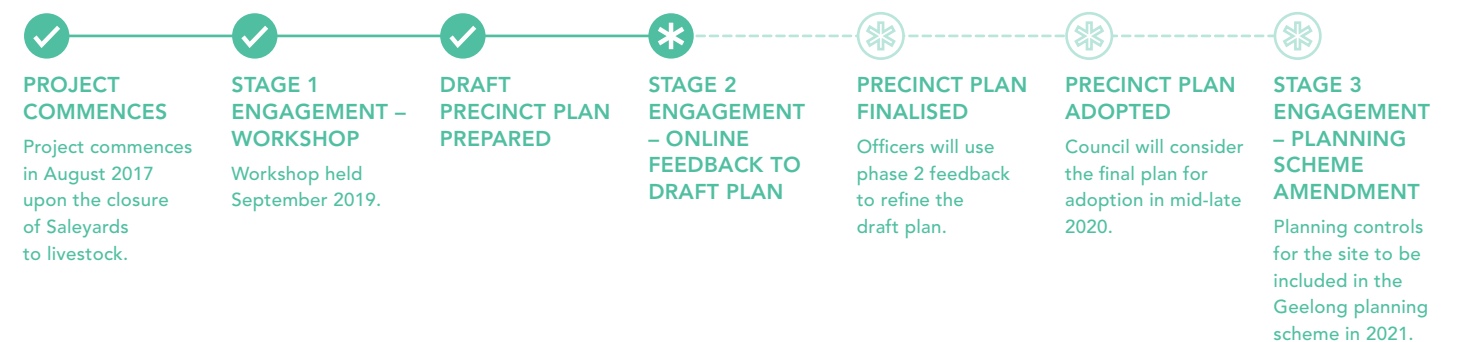 PROJECT
COMMENCES
Project commences
in August 2017
upon the closure
of Saleyards
to livestock.
STAGE 1
ENGAGEMENT –
WORKSHOP
Workshop held
September 2019.
DRAFT
PRECINCT PLAN
PREPARED
STAGE 2
ENGAGEMENT
– ONLINE
FEEDBACK TO
DRAFT PLAN
PRECINCT PLAN
FINALISED
Officers will use
phase 2 feedback
to refine the
draft plan.
PRECINCT PLAN
ADOPTED
Council will consider
the final plan for
adoption in mid-late
2020.
STAGE 3
ENGAGEMENT
– PLANNING
SCHEME
AMENDMENT
Planning controls
for the site to be
included in the
Geelong planning
scheme in 2021.